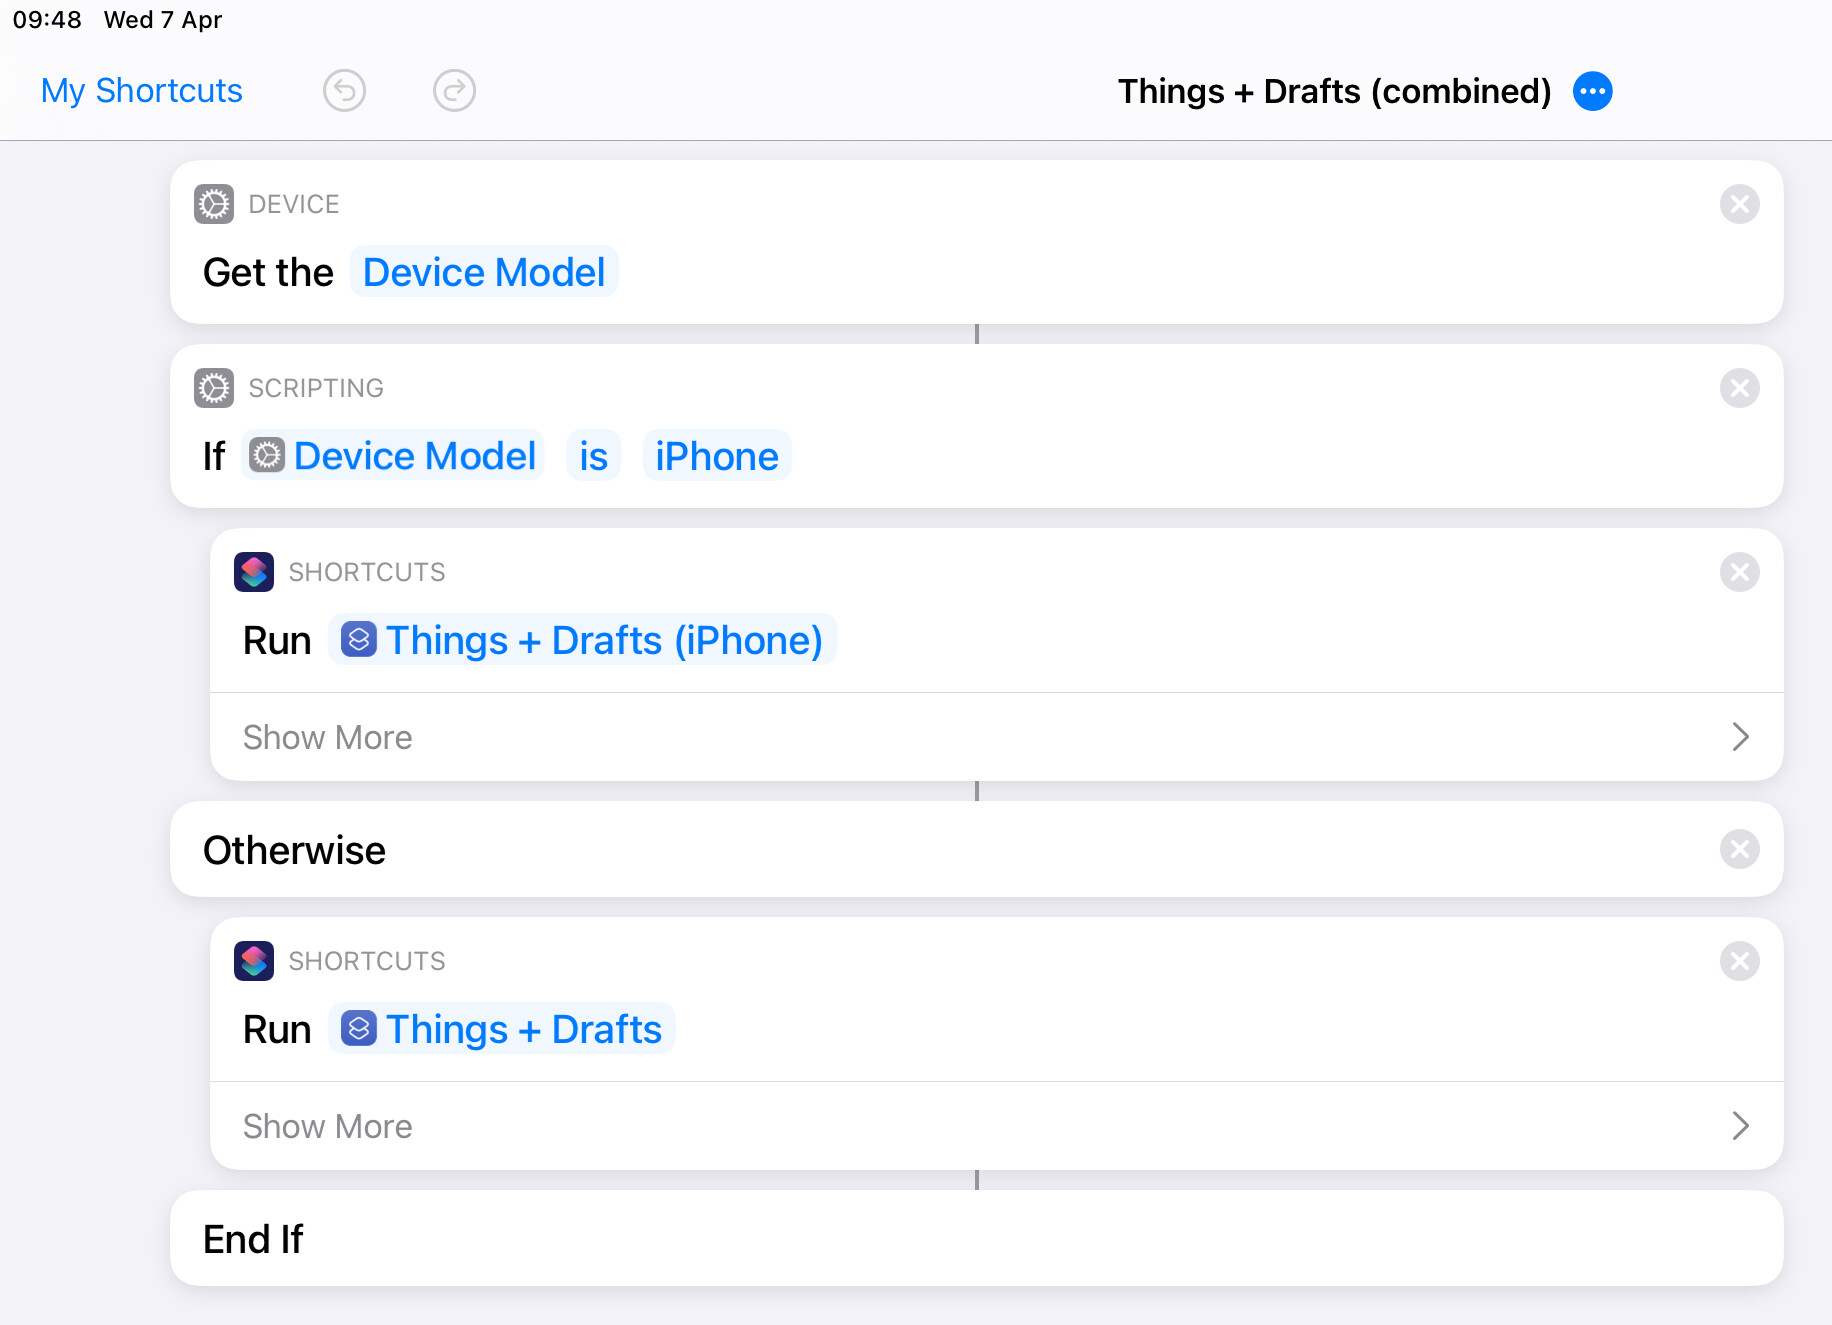 09:48 Wed 7 Apr
My Shortcuts Things + Drafts (combined)
DEVICE
Get the Device Model
SCRIPTING
If Device Model is iPhone
SHORTCUTS
Run Things + Drafts (iPhone)
Show More
Otherwise
SHORTCUTS
Run Things + Drafts
Show More
End If